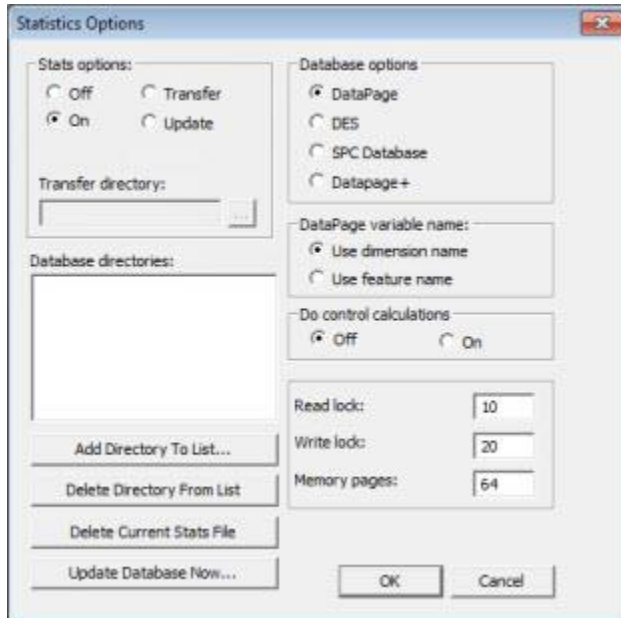 Statistics Options
Stats options:
Off
Transfer
On
Update
Transfer directory:
...
Database directories:
Add Directory To List...
Delete Directory From List
Delete Current Stats File
Update Database Now...
Database options
DataPage
DES
SPC Database
Datapage+
DataPage variable name:
Use dimension name
Use feature name
Do control calculations
Off
On
Read lock: 10
Write lock: 20
Memory pages: 64
OK
Cancel